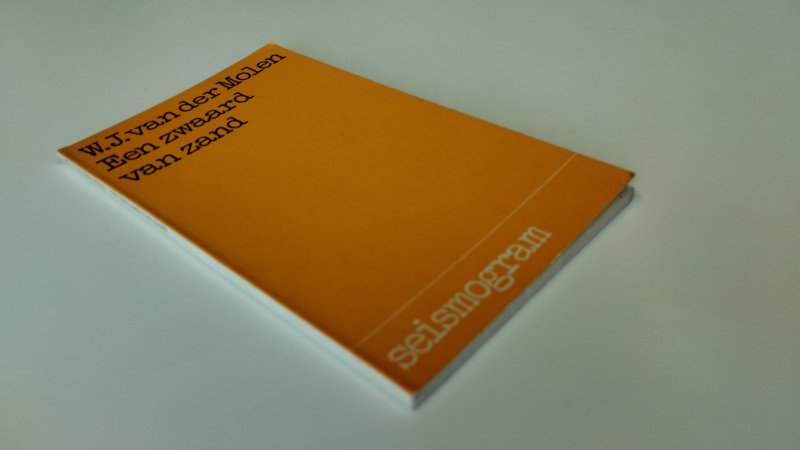 W.J. van der Molen
Een zwaard
van zand
seismogram